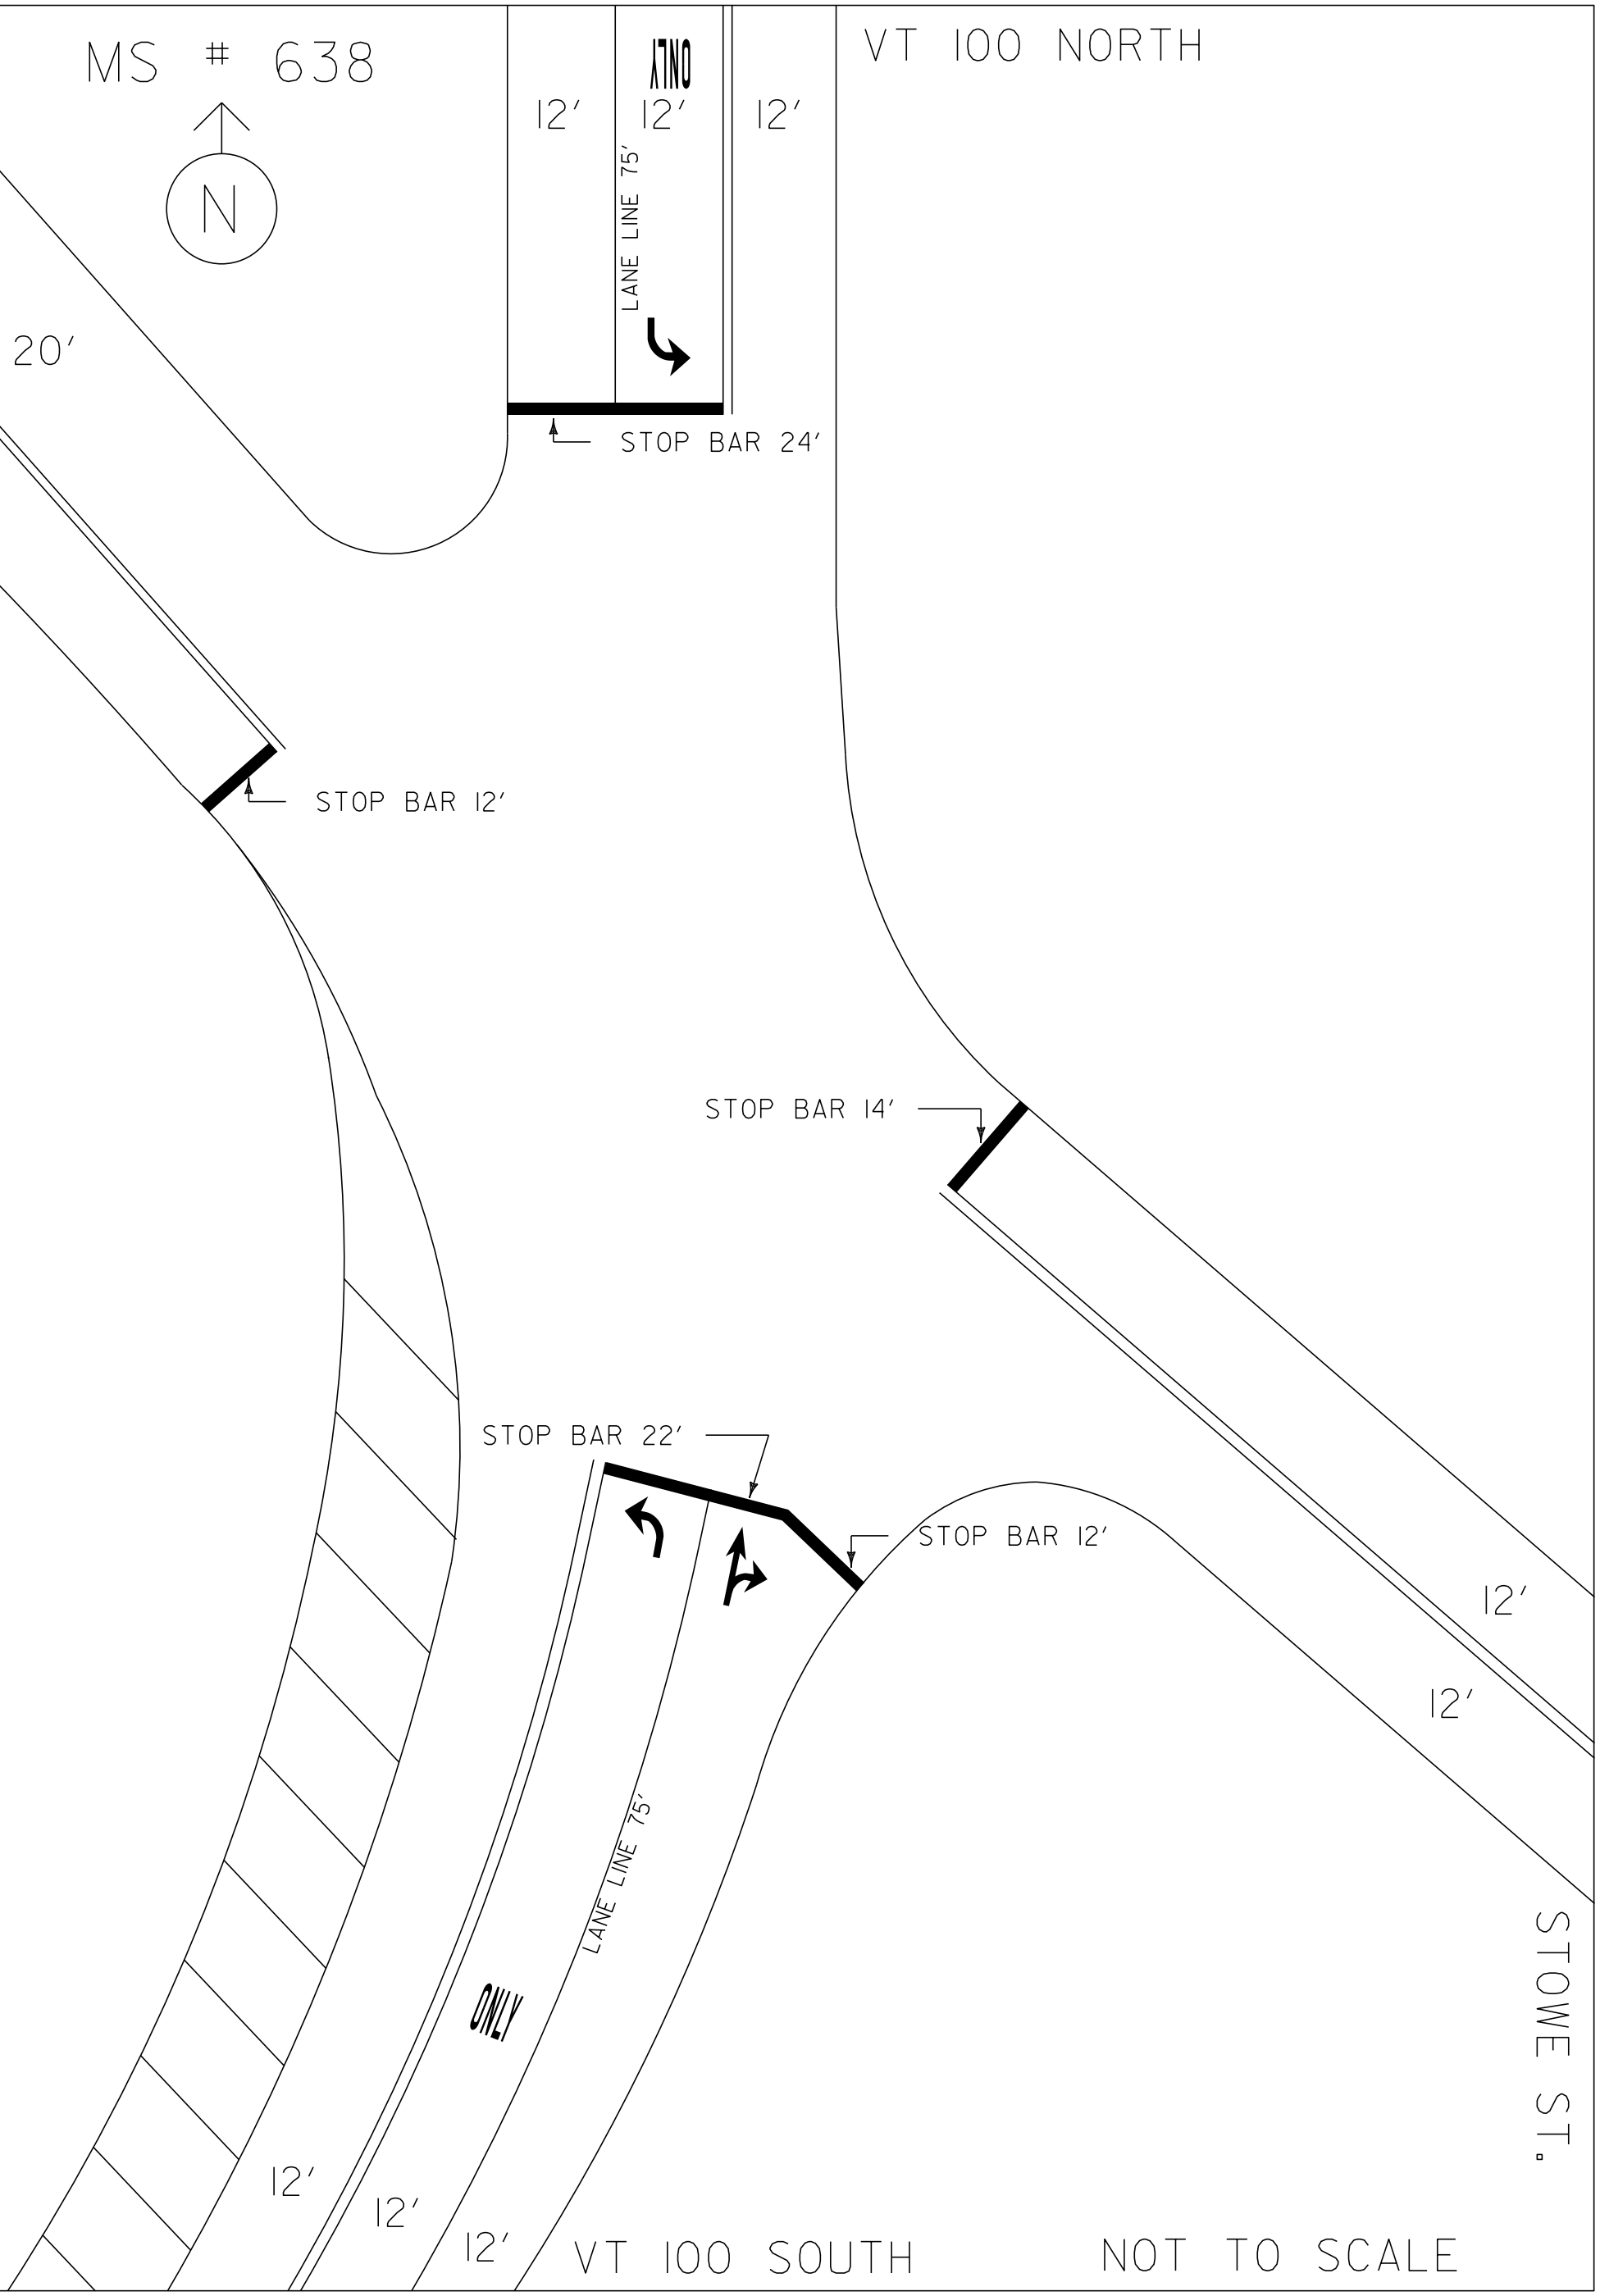 MS # 638
VT 100 NORTH
ONLY
12'
12'
12'
LANE LINE 75'
N
20'
STOP BAR 24'
STOP BAR 12'
STOP BAR 14'
STOP BAR 22'
STOP BAR 12'
12'
12'
LANE LINE 75'
ONLY
STOWE ST.
12'
12'
12'
VT 100 SOUTH
NOT TO SCALE